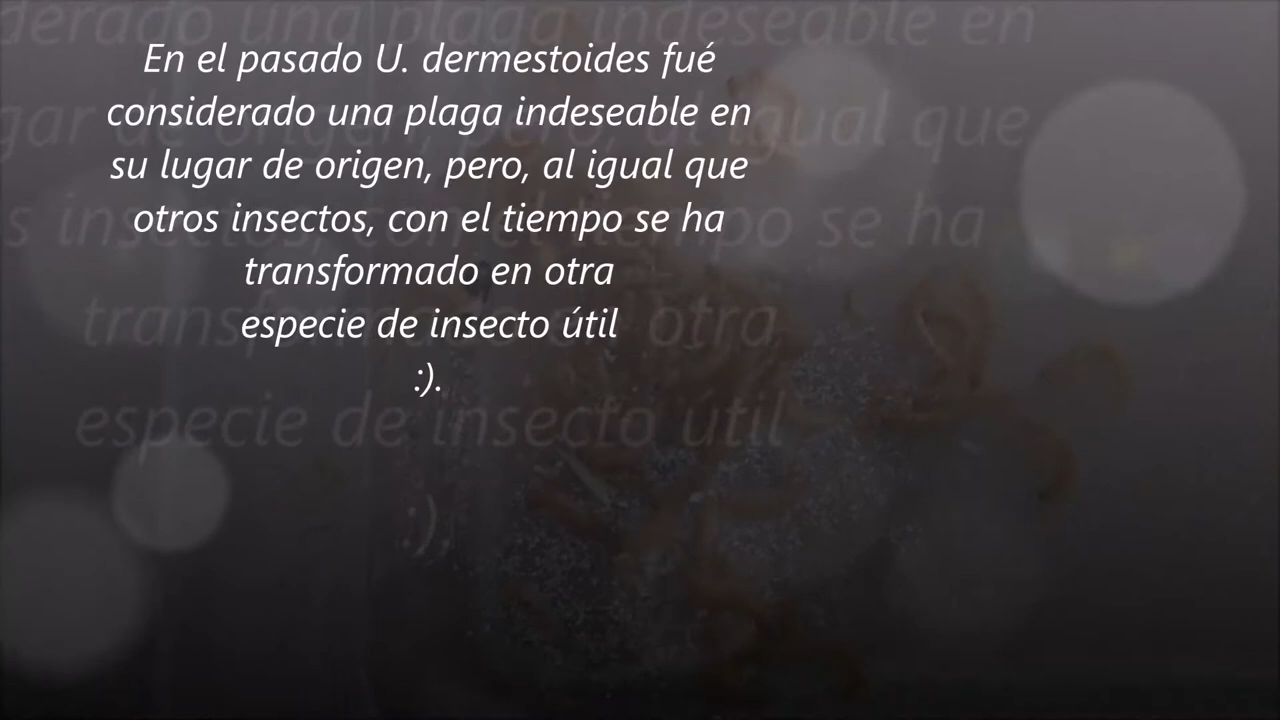 En el pasado U. dermestoides fué
considerado una plaga indeseable en
su lugar de origen, pero, al igual que
otros insectos, con el tiempo se ha
transformado en otra
especie de insecto útil
:).